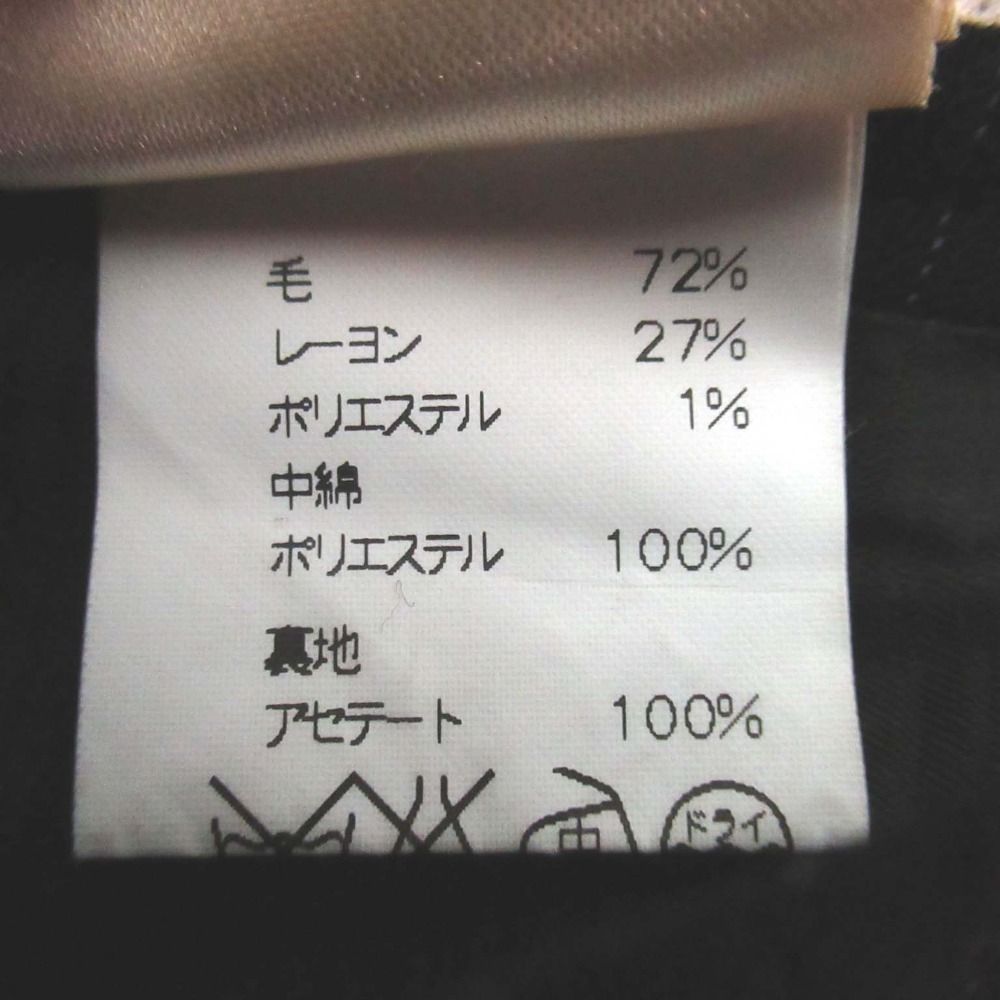 毛 72%
レーヨン 27%
ポリエステル 1%
中綿
ポリエステル 100%
裏地
アセテート 100%
中 ドライ